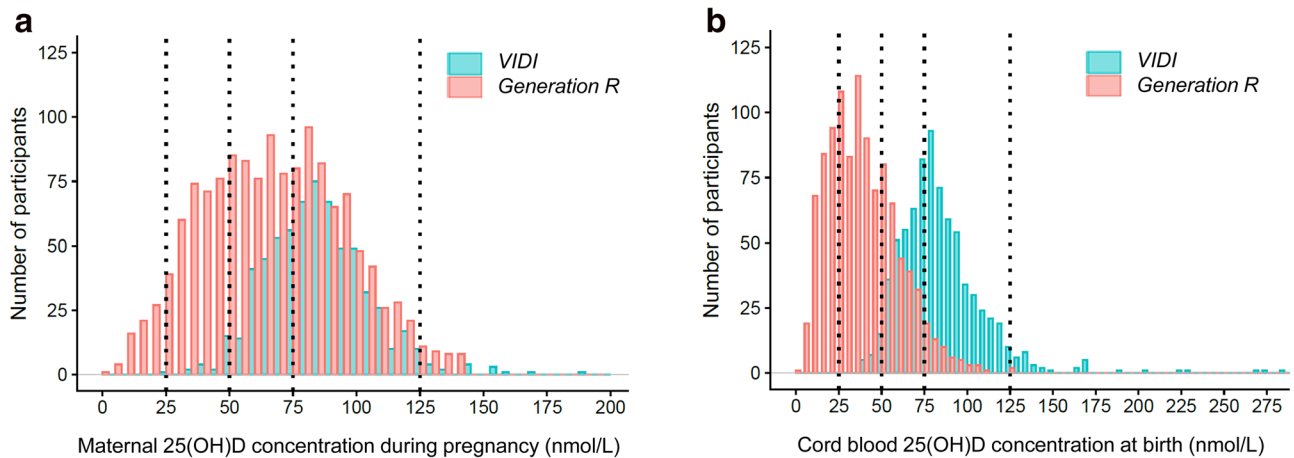 a
VIDI
Generation R
Number of participants
125
100
75
50
25
0
0 25 50 75 100 125 150 175 200
Maternal 25(OH)D concentration during pregnancy (nmol/L)
b
VIDI
Generation R
Number of participants
125
100
75
50
25
0
0 25 50 75 100 125 150 175 200 225 250 275
Cord blood 25(OH)D concentration at birth (nmol/L)